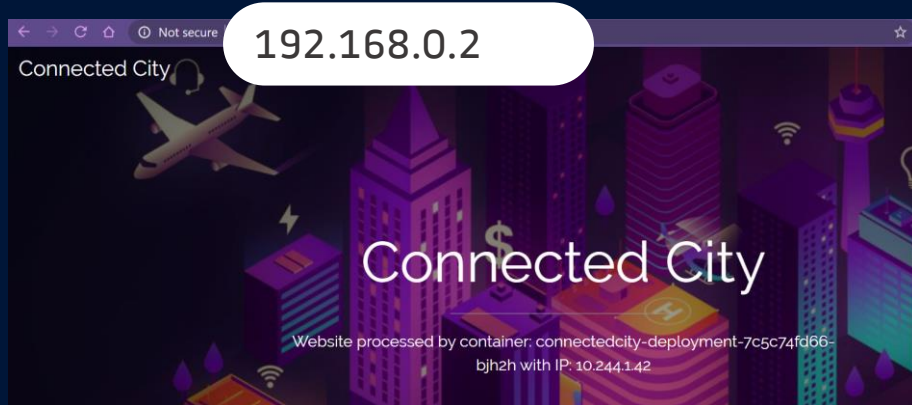 Not secure
192.168.0.2
Connected City
Connected City
Website processed by container: connectedcity-deployment-7c5c74fd66-
bjh2h with IP: 10.244.1.42